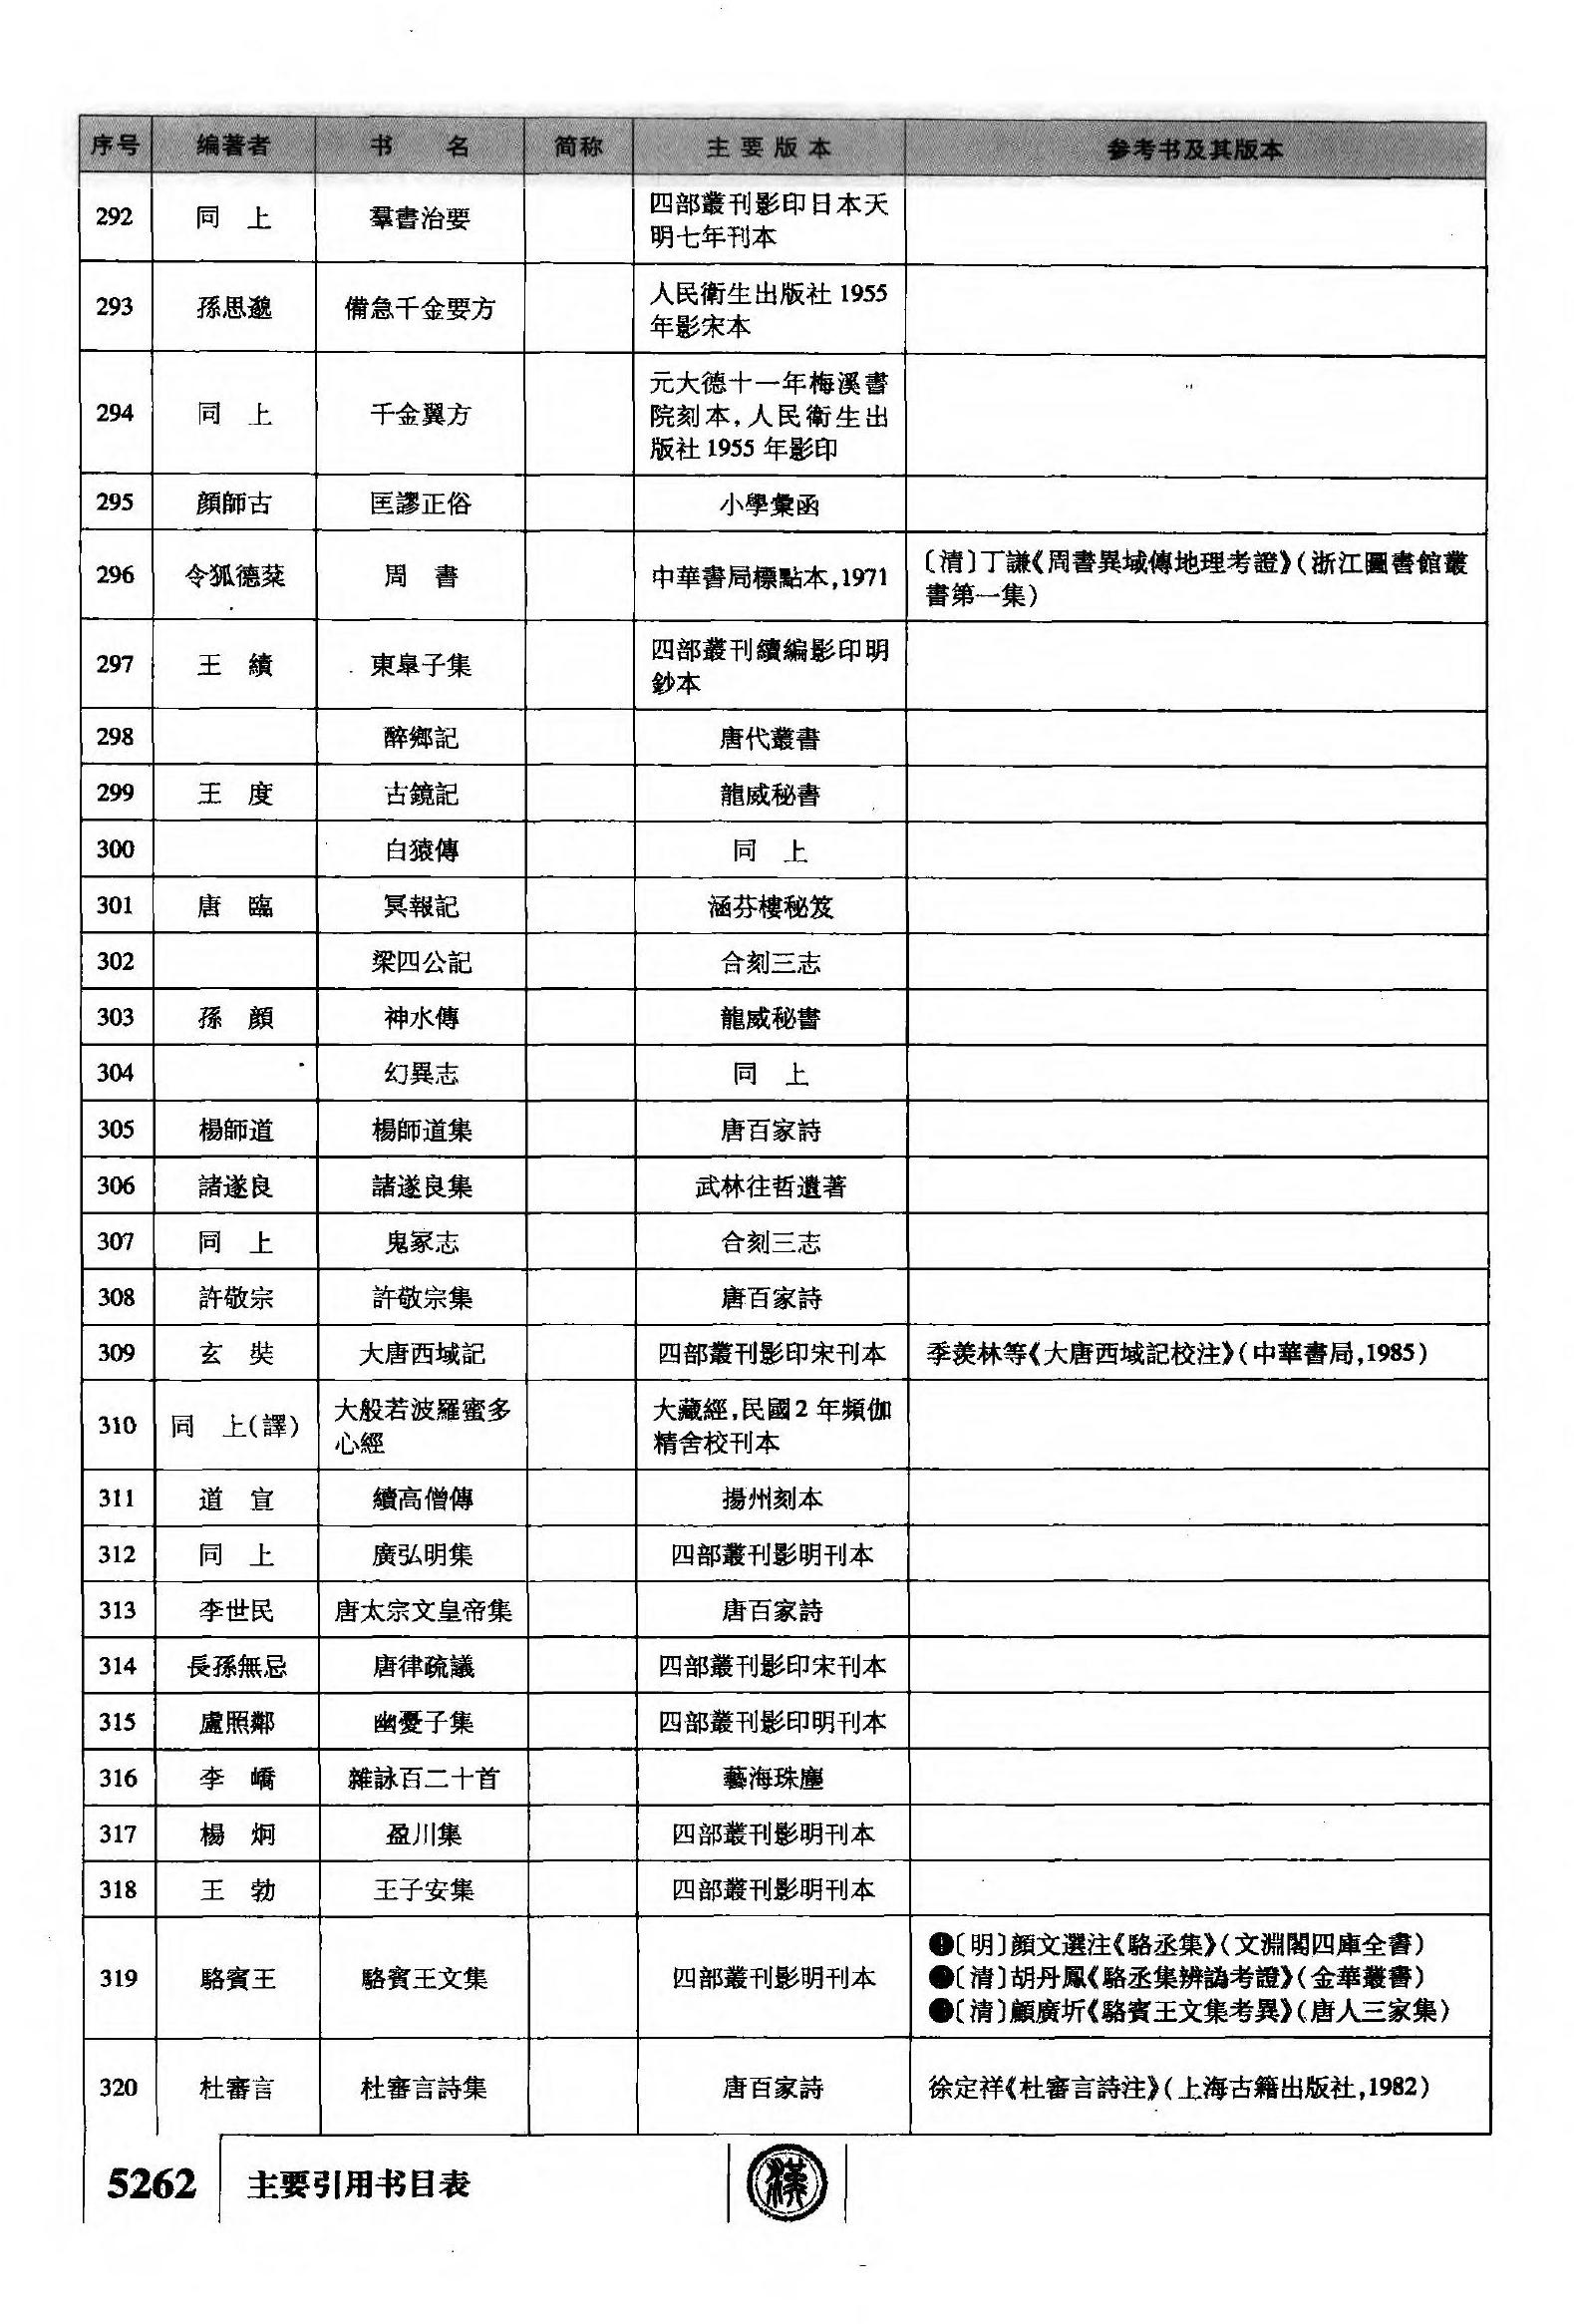 序号 编著者 书 名 简称 主要版本 参考书及其版本
292 同 上 羣書治要 四部叢刊影印日本天
明七年刊本
293 孫思邈 備急千金要方 人民衛生出版社1955
年影宋本
294 同 上 千金翼方 元大德十一年梅溪書
院刻本,人民衛生出
版社1955年影印
295 顔師古 匡謬正俗 小學彙函
296 令狐德棻 周 書 中華書局標點本,1971 〔清〕丁謙《周書異域傳地理考證》(浙江圖書館叢
書第一集)
297 王 績 東臯子集 四部叢刊續編影印明
鈔本
298 醉鄉記 唐代叢書
299 王 度 古鏡記 龍威秘書
300 白猿傳 同 上
301 唐 臨 冥報記 涵芬樓秘笈
302 梁四公記 合刻三志
303 孫 顔 神水傳 龍威秘書
304 幻異志 同 上
305 楊師道 楊師道集 唐百家詩
306 諸遂良 諸遂良集 武林往哲遺著
307 同 上 鬼冢志 合刻三志
308 許敬宗 許敬宗集 唐百家詩
309 玄 奘 大唐西域記 四部叢刊影印宋刊本 季羨林等《大唐西域記校注》(中華書局,1985)
310 同 上(譯) 大般若波羅蜜多
心經 大藏經,民國2年頻伽
精舍校刊本
311 道 宣 續高僧傳 揚州刻本
312 同 上 廣弘明集 四部叢刊影明刊本
313 李世民 唐太宗文皇帝集 唐百家詩
314 長孫無忌 唐律疏議 四部叢刊影印宋刊本
315 盧照鄰 幽憂子集 四部叢刊影印明刊本
316 李 嶠 雜詠百二十首 藝海珠塵
317 楊 炯 盈川集 四部叢刊影明刊本
318 王 勃 王子安集 四部叢刊影明刊本
319 駱賓王 駱賓王文集 四部叢刊影明刊本 ●〔明〕顔文選注《駱丞集》(文淵閣四庫全書)
●〔清〕胡丹鳳《駱丞集辨譌考證》(金華叢書)
●〔清〕顧廣圻《駱賓王文集考異》(唐人三家集)
320 杜審言 杜審言詩集 唐百家詩 徐定祥《杜審言詩注》(上海古籍出版社,1982)
5262 主要引用书目表 漢